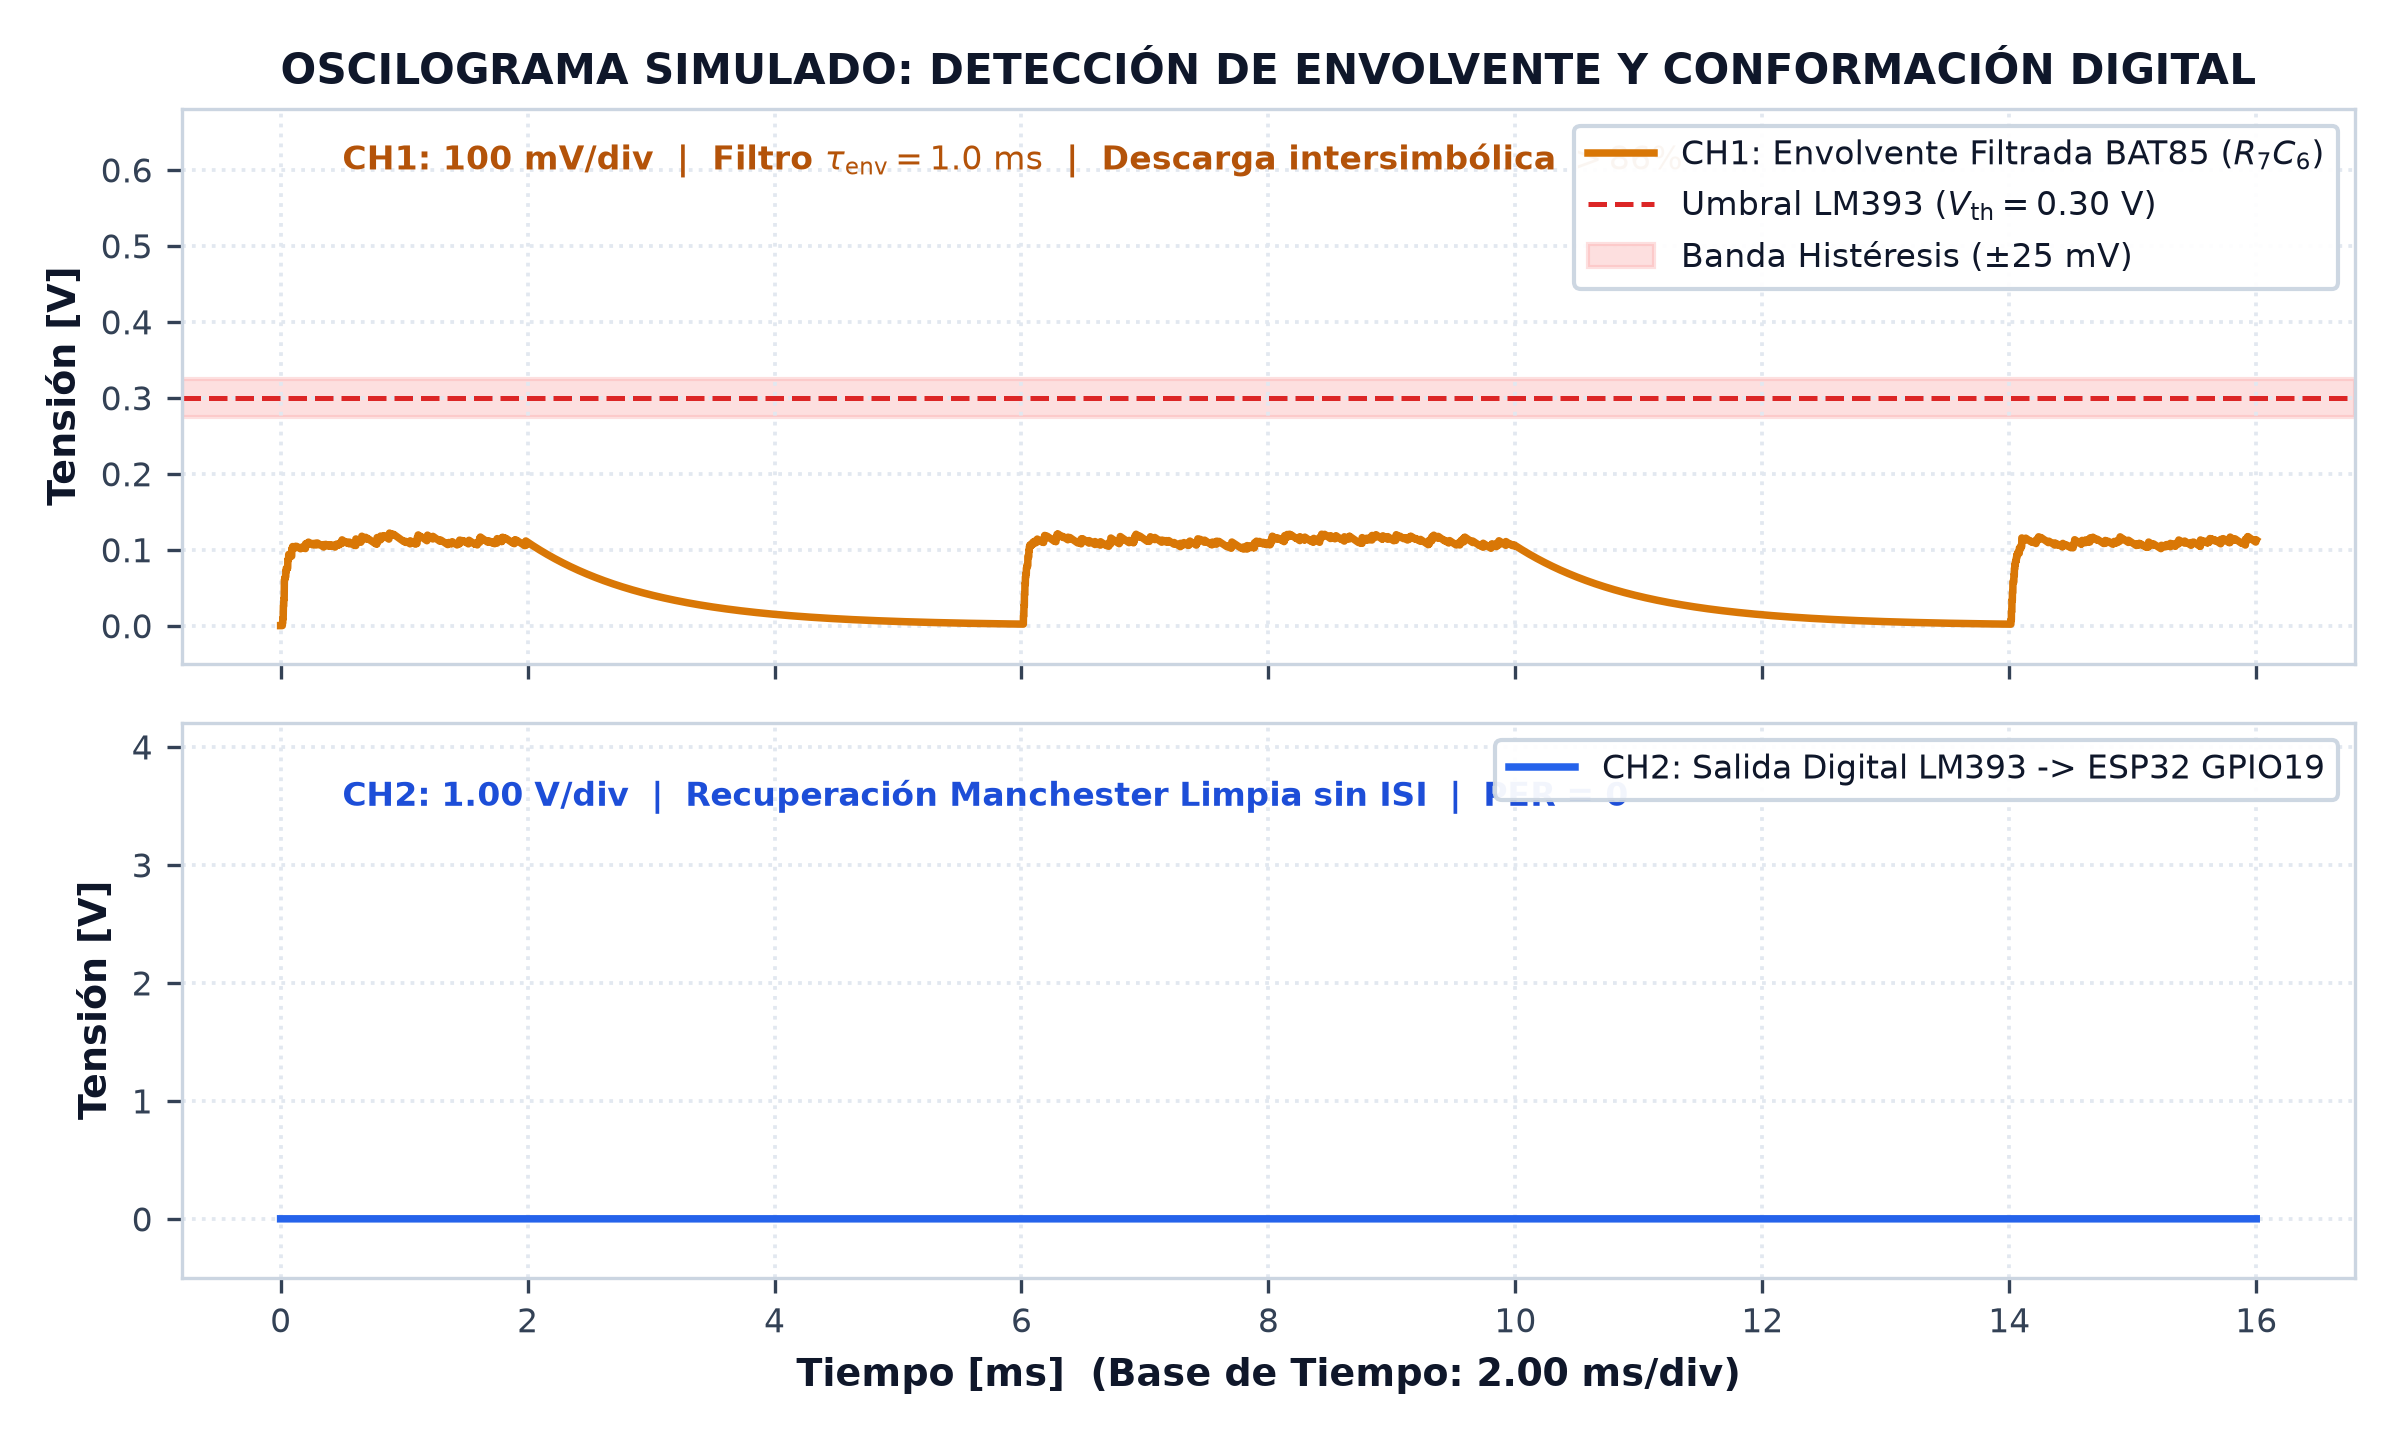 OSCILOGRAMA SIMULADO: DETECCIÓN DE ENVOLVENTE Y CONFORMACIÓN DIGITAL
CH1: 100 mV/div | Filtro τenv = 1.0 ms | Descarga intersimbólica
CH1: Envolvente Filtrada BAT85 (R7C6)
Umbral LM393 (Vth = 0.30 V)
Banda Histéresis (±25 mV)
Tensión [V]
0.6
0.5
0.4
0.3
0.2
0.1
0.0
CH2: Salida Digital LM393 -> ESP32 GPIO19
CH2: 1.00 V/div | Recuperación Manchester Limpia sin ISI | PER = 0
Tensión [V]
4
3
2
1
0
0 2 4 6 8 10 12 14 16
Tiempo [ms] (Base de Tiempo: 2.00 ms/div)